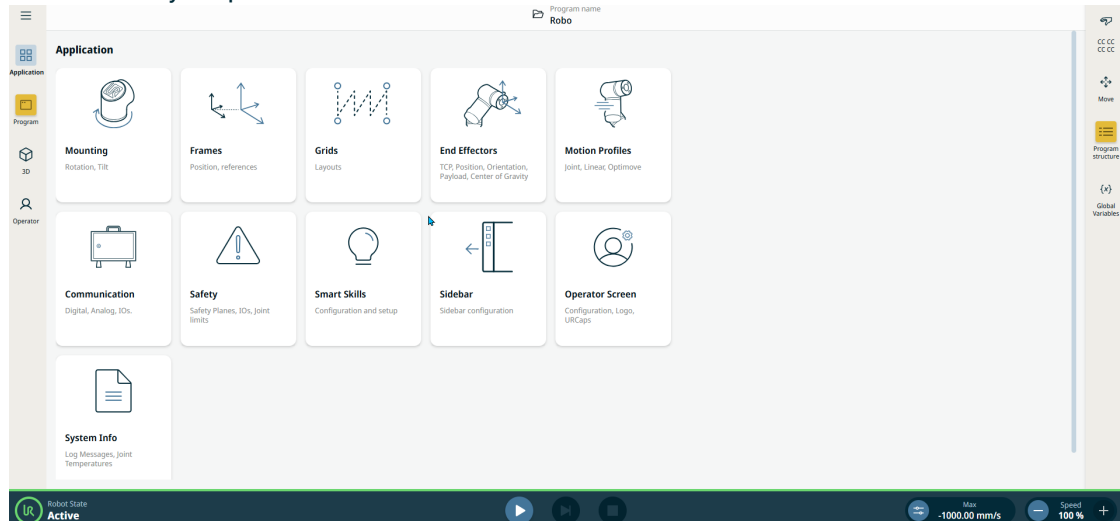 Program name
Robo
Application
Application
Program
3D
Operator
Mounting
Rotation, Tilt
Frames
Position, references
Grids
Layouts
End Effectors
TCP, Position, Orientation,
Payload, Center of Gravity
Motion Profiles
Joint, Linear, Optimove
Communication
Digital, Analog, IOs.
Safety
Safety Planes, IOs, Joint
limits
Smart Skills
Configuration and setup
Sidebar
Sidebar configuration
Operator Screen
Configuration, Logo,
URCaps
System Info
Log Messages, Joint
Temperatures
CC CC
CC CC
Move
Program
structure
{x}
Global
Variables
UR
Robot State
Active
Max
-1000.00 mm/s
Speed
100 %